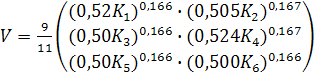 ((0,52K₁)^0,166 · (0,505K₂)^0,167)
V = 9/11 ((0,50K₃)^0,166 · (0,524K₄)^0,167)
((0,50K₅)^0,166 · (0,500K₆)^0,166)